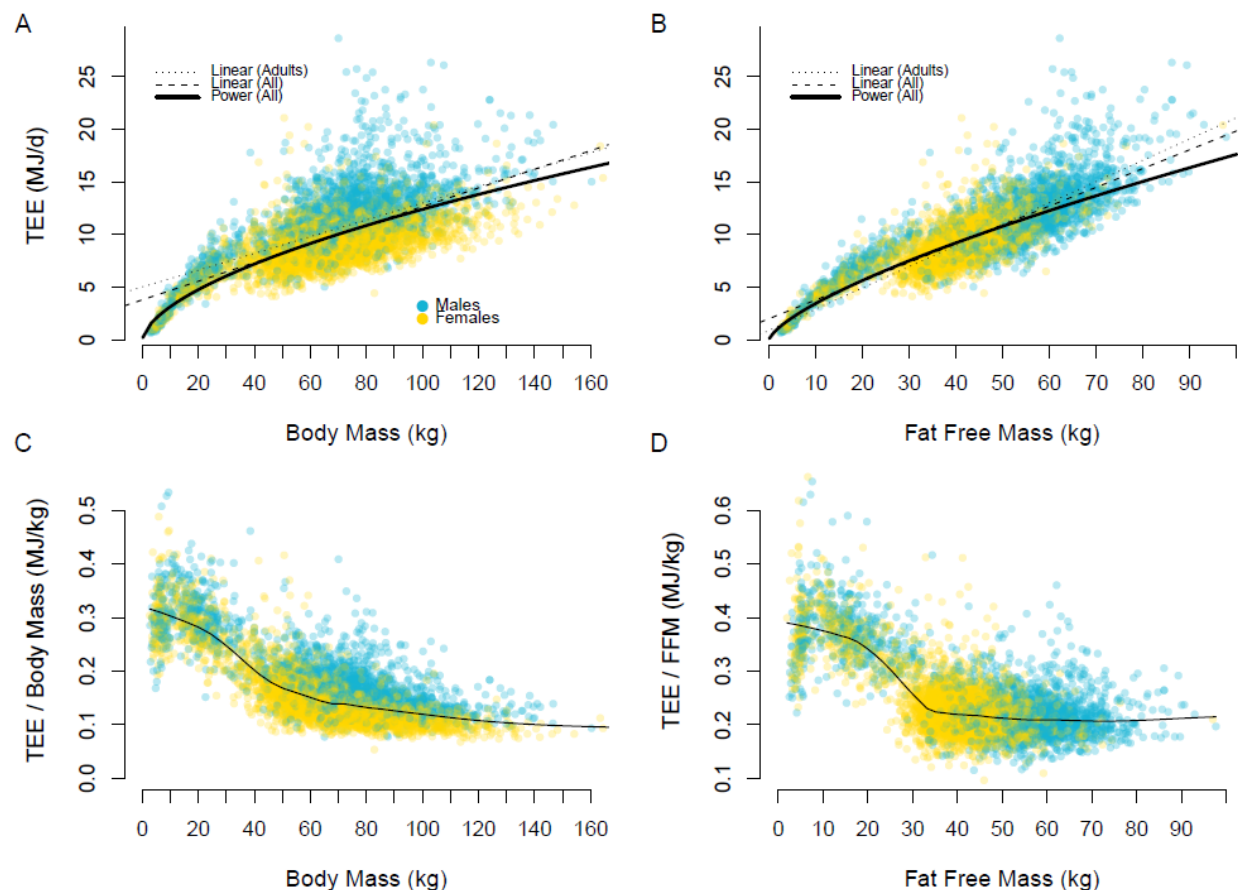 A
TEE (MJ/d)
25
20
15
10
5
0
Linear (Adults)
Linear (All)
Power (All)
Males
Females
0 20 40 60 80 100 120 140 160
Body Mass (kg)
B
25
20
15
10
5
0
Linear (Adults)
Linear (All)
Power (All)
0 10 20 30 40 50 60 70 80 90
Fat Free Mass (kg)
C
TEE / Body Mass (MJ/kg)
0.5
0.4
0.3
0.2
0.1
0.0
0 20 40 60 80 100 120 140 160
Body Mass (kg)
D
TEE / FFM (MJ/kg)
0.6
0.5
0.4
0.3
0.2
0.1
0 10 20 30 40 50 60 70 80 90
Fat Free Mass (kg)